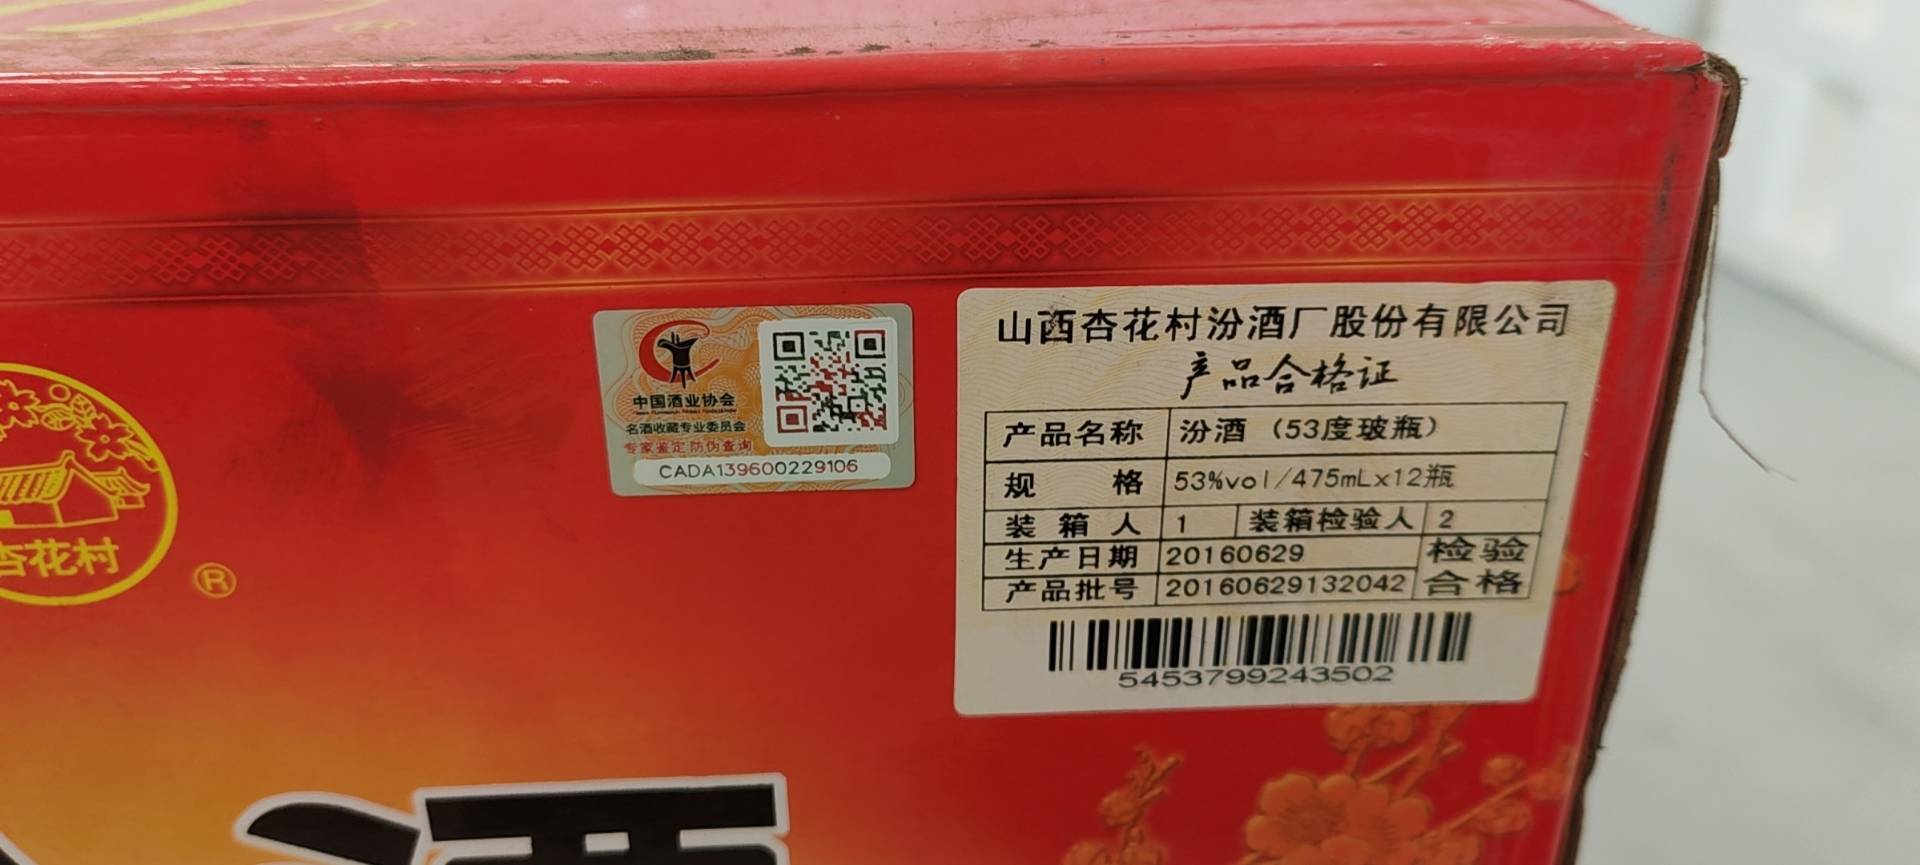 ®
杏花村
®
中国酒业协会
名酒收藏专业委员会
专家鉴定防伪查询
CADA139600229106
山西杏花村汾酒厂股份有限公司
产品合格证
产品名称 汾酒（53度玻瓶）
规 格 53%vol/475mLx12瓶
装箱人 1 装箱检验人 2
生产日期 20160629 检验
产品批号 20160629132042 合格
5453799243502
酒